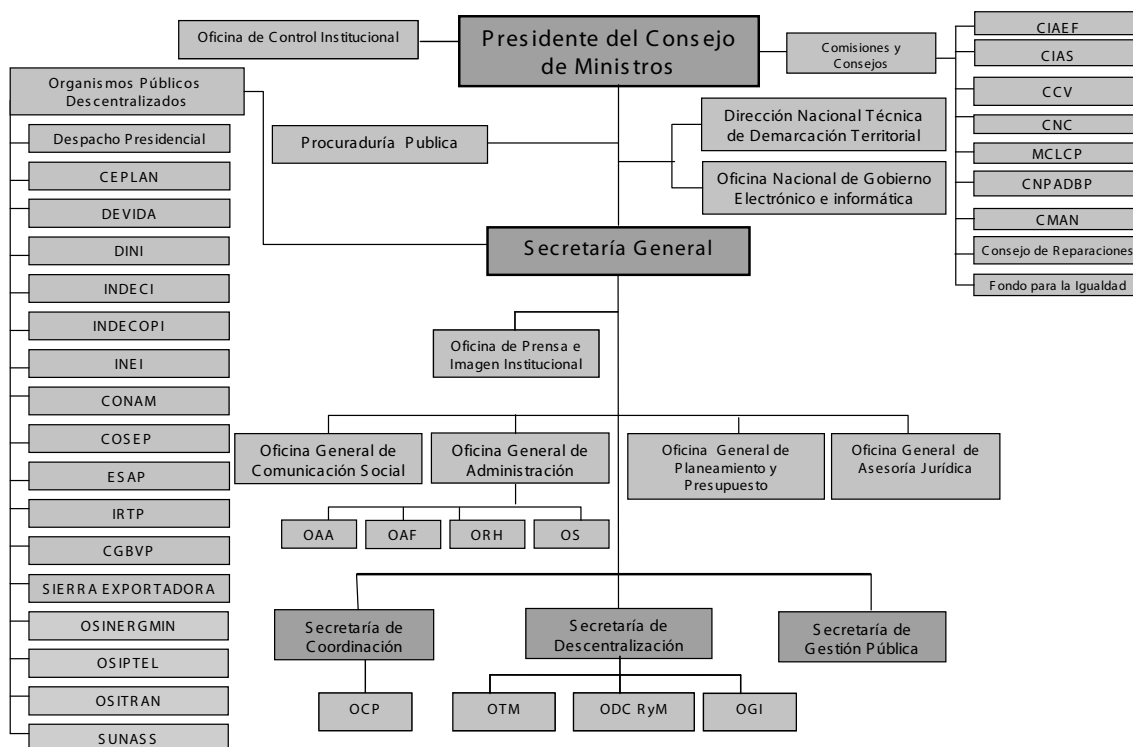 Oficina de Control Institucional
Presidente del Consejo
de Ministros
Comisiones y
Consejos
CIAEF
CIAS
CCV
CNC
MCLCP
CNPADBP
CMAN
Consejo de Reparaciones
Fondo para la Igualdad
Organismos Públicos
Descentralizados
Despacho Presidencial
CEPLAN
DEVIDA
DINI
INDECI
INDECOPI
INEI
CONAM
COSEP
ESAP
IRTP
CGBVP
SIERRA EXPORTADORA
OSINERGMIN
OSIPTEL
OSITRAN
SUNASS
Procuraduría Publica
Dirección Nacional Técnica
de Demarcación Territorial
Oficina Nacional de Gobierno
Electrónico e informática
Secretaría General
Oficina de Prensa e
Imagen Institucional
Oficina General de
Comunicación Social
Oficina General de
Administración
Oficina General de
Planeamiento y
Presupuesto
Oficina General de
Asesoría Jurídica
OAA
OAF
ORH
OS
Secretaría de
Coordinación
Secretaría de
Descentralización
Secretaría de
Gestión Pública
OCP
OTM
ODC RyM
OGI